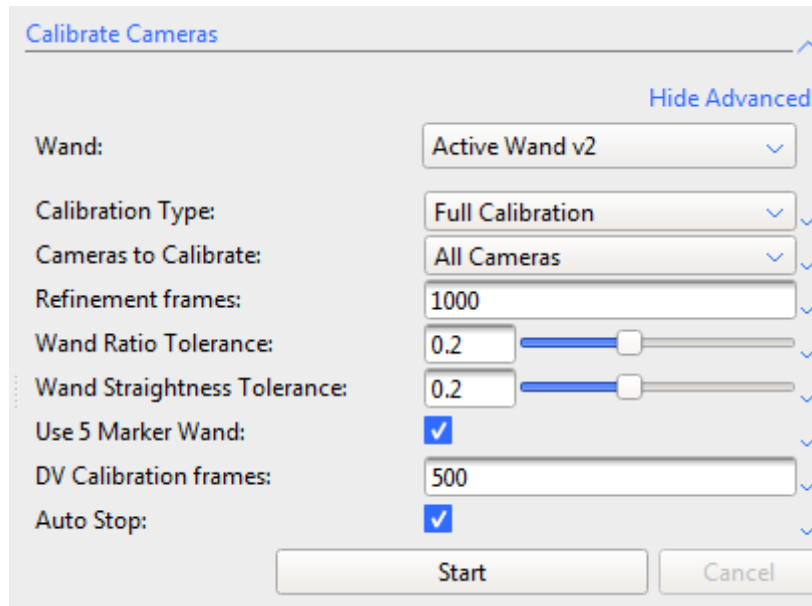 Calibrate Cameras
Hide Advanced
Wand: Active Wand v2
Calibration Type: Full Calibration
Cameras to Calibrate: All Cameras
Refinement frames: 1000
Wand Ratio Tolerance: 0.2
Wand Straightness Tolerance: 0.2
Use 5 Marker Wand:
DV Calibration frames: 500
Auto Stop:
Start Cancel